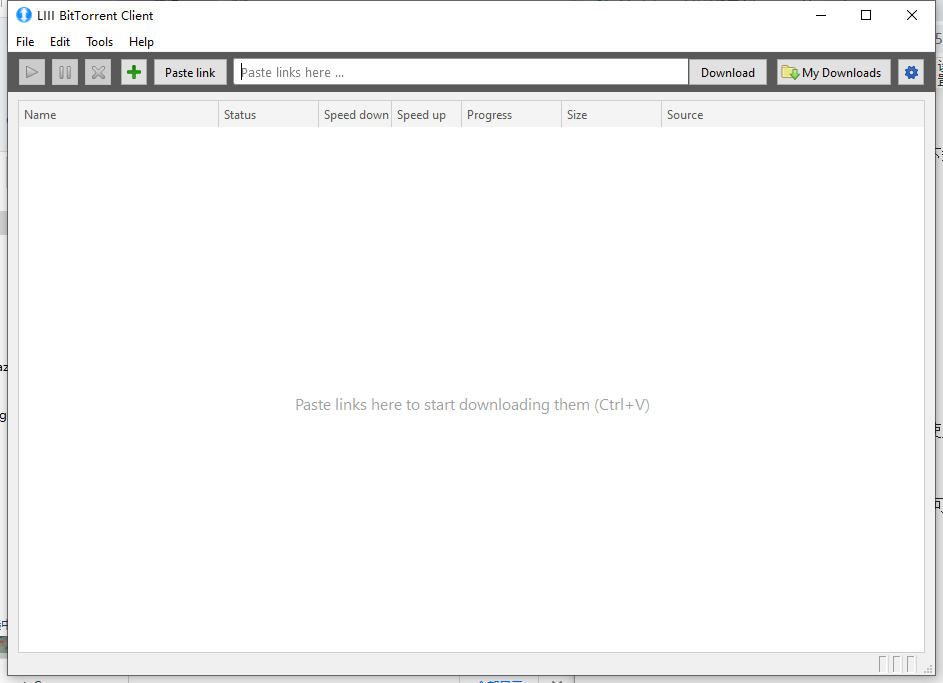 LIII BitTorrent Client
File Edit Tools Help
Paste link Paste links here ... Download My Downloads
Name Status Speed down Speed up Progress Size Source
Paste links here to start downloading them (Ctrl+V)